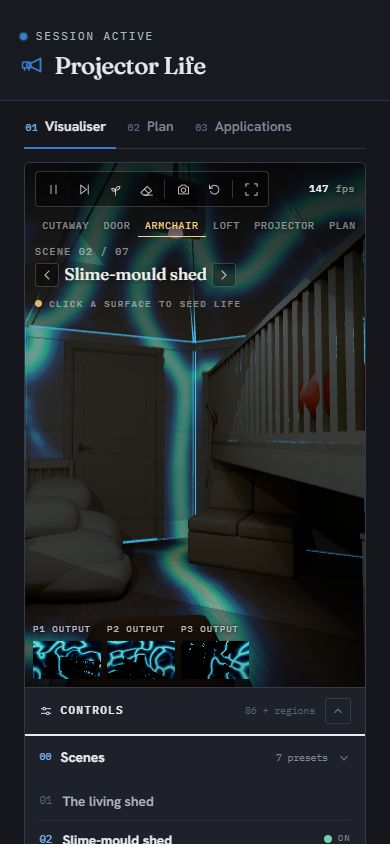 SESSION ACTIVE
Projector Life
01 Visualiser 02 Plan 03 Applications
147 fps
CUTAWAY DOOR ARMCHAIR LOFT PROJECTOR PLAN
SCENE 02 / 07
Slime-mould shed
CLICK A SURFACE TO SEED LIFE
P1 OUTPUT P2 OUTPUT P3 OUTPUT
CONTROLS 86 + regions
00 Scenes 7 presets
01 The living shed
02 Slime-mould shed ON